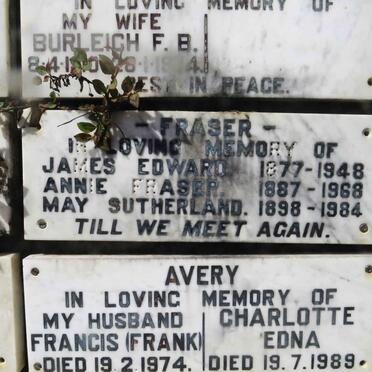 IN LOVING MEMORY OF
MY WIFE
BURLEIGH F. B.
REST IN PEACE.
- FRASER -
IN LOVING MEMORY OF
JAMES EDWARD 1877-1948
ANNIE FRASER 1887-1968
MAY SUTHERLAND. 1898-1984
TILL WE MEET AGAIN.
AVERY
IN LOVING MEMORY OF
MY HUSBAND
FRANCIS (FRANK)
DIED 19.2.1974.
CHARLOTTE
EDNA
DIED 19.7.1989.